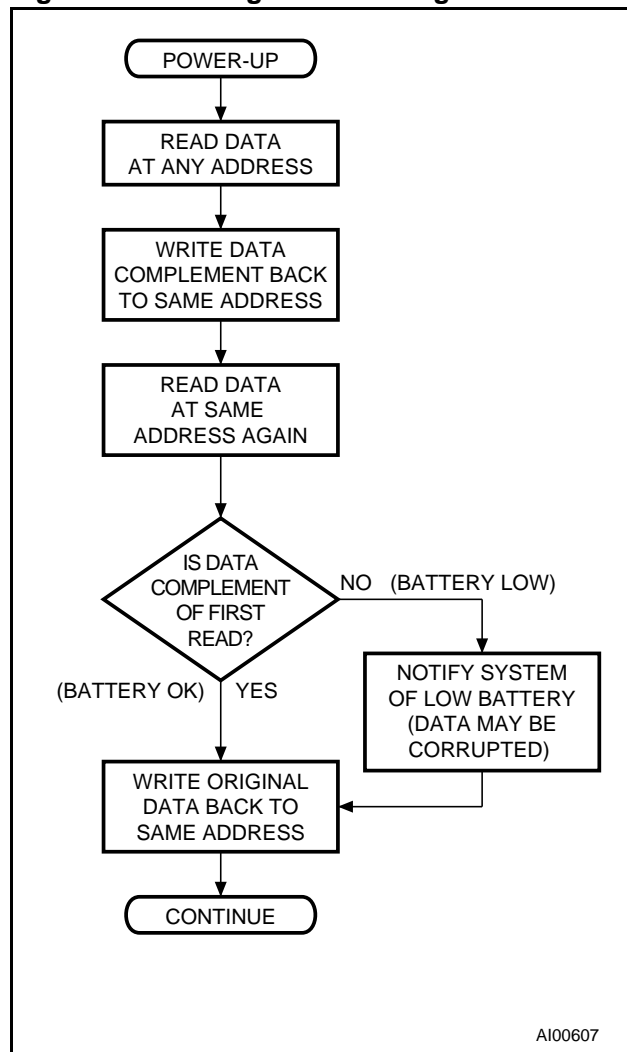 POWER-UP
READ DATA
AT ANY ADDRESS
WRITE DATA
COMPLEMENT BACK
TO SAME ADDRESS
READ DATA
AT SAME
ADDRESS AGAIN
IS DATA
COMPLEMENT
OF FIRST
READ?
NO (BATTERY LOW)
(BATTERY OK) YES
NOTIFY SYSTEM
OF LOW BATTERY
(DATA MAY BE
CORRUPTED)
WRITE ORIGINAL
DATA BACK TO
SAME ADDRESS
CONTINUE
AI00607